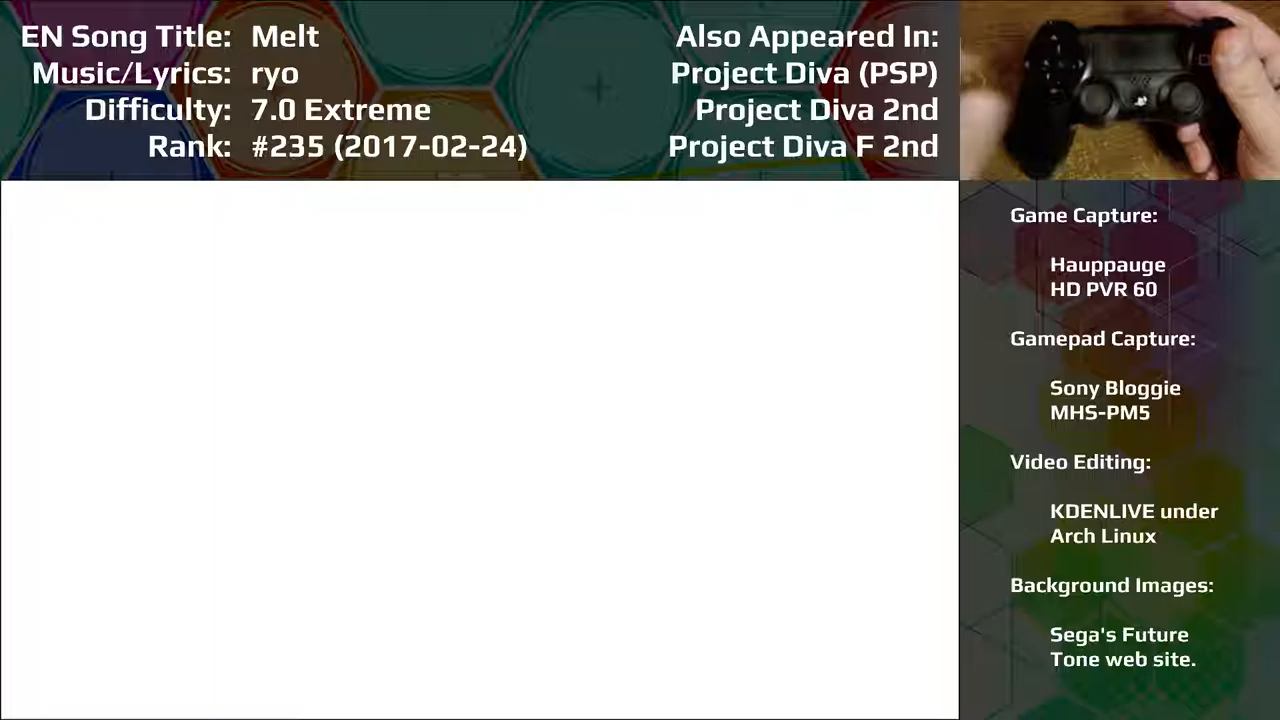 EN Song Title: Melt
Music/Lyrics: ryo
Difficulty: 7.0 Extreme
Rank: #235 (2017-02-24)
Also Appeared In:
Project Diva (PSP)
Project Diva 2nd
Project Diva F 2nd
Game Capture:
Hauppauge
HD PVR 60
Gamepad Capture:
Sony Bloggie
MHS-PM5
Video Editing:
KDENLIVE under
Arch Linux
Background Images:
Sega's Future
Tone web site.